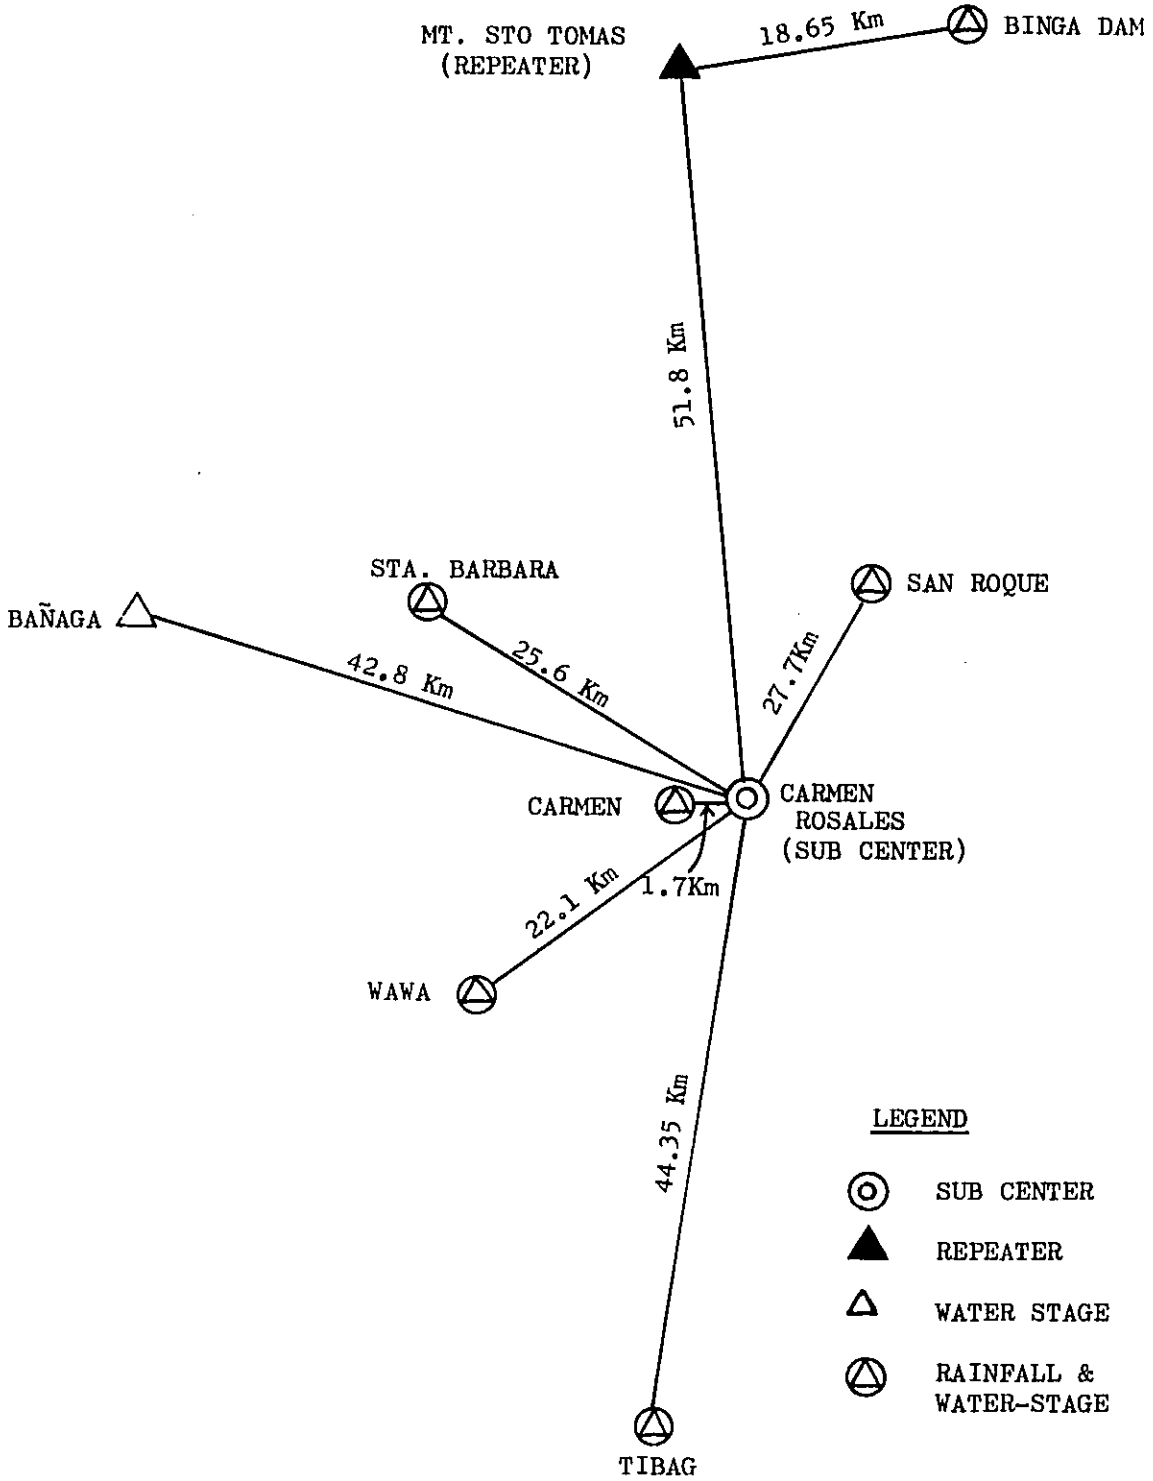 MT. STO TOMAS
(REPEATER)
18.65 Km
BINGA DAM
51.8 Km
STA. BARBARA
SAN ROQUE
BAÑAGA
25.6 Km
42.8 Km
27.7Km
CARMEN
CARMEN
ROSALES
(SUB CENTER)
1.7Km
22.1 Km
WAWA
44.35 Km
LEGEND
SUB CENTER
REPEATER
WATER STAGE
RAINFALL &
WATER-STAGE
TIBAG